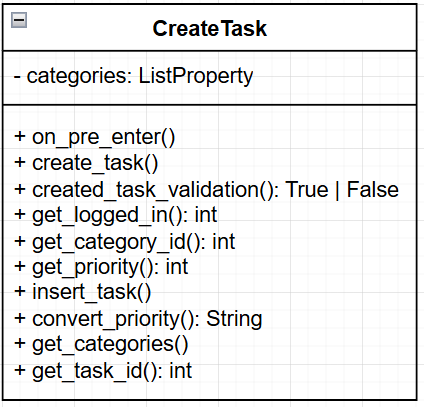 CreateTask
- categories: ListProperty
+ on_pre_enter()
+ create_task()
+ created_task_validation(): True | False
+ get_logged_in(): int
+ get_category_id(): int
+ get_priority(): int
+ insert_task()
+ convert_priority(): String
+ get_categories()
+ get_task_id(): int